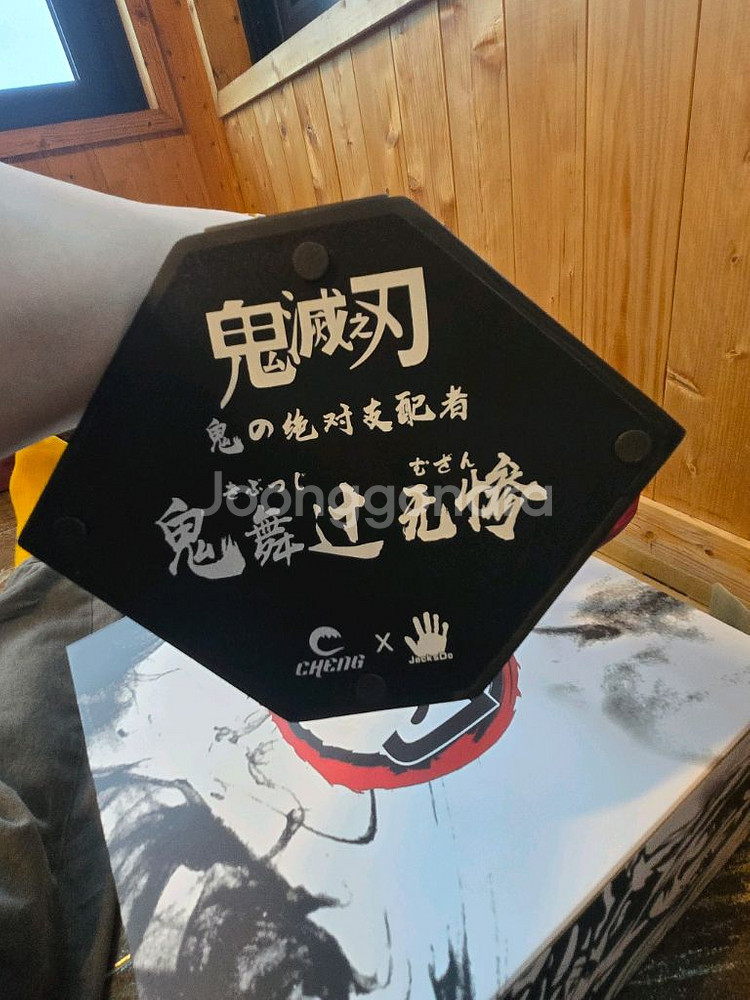 鬼滅之刃
鬼の绝对支配者
むざん
きぶつじ
鬼舞辻无惨
Joonggonara
CHENG X Jack&Do